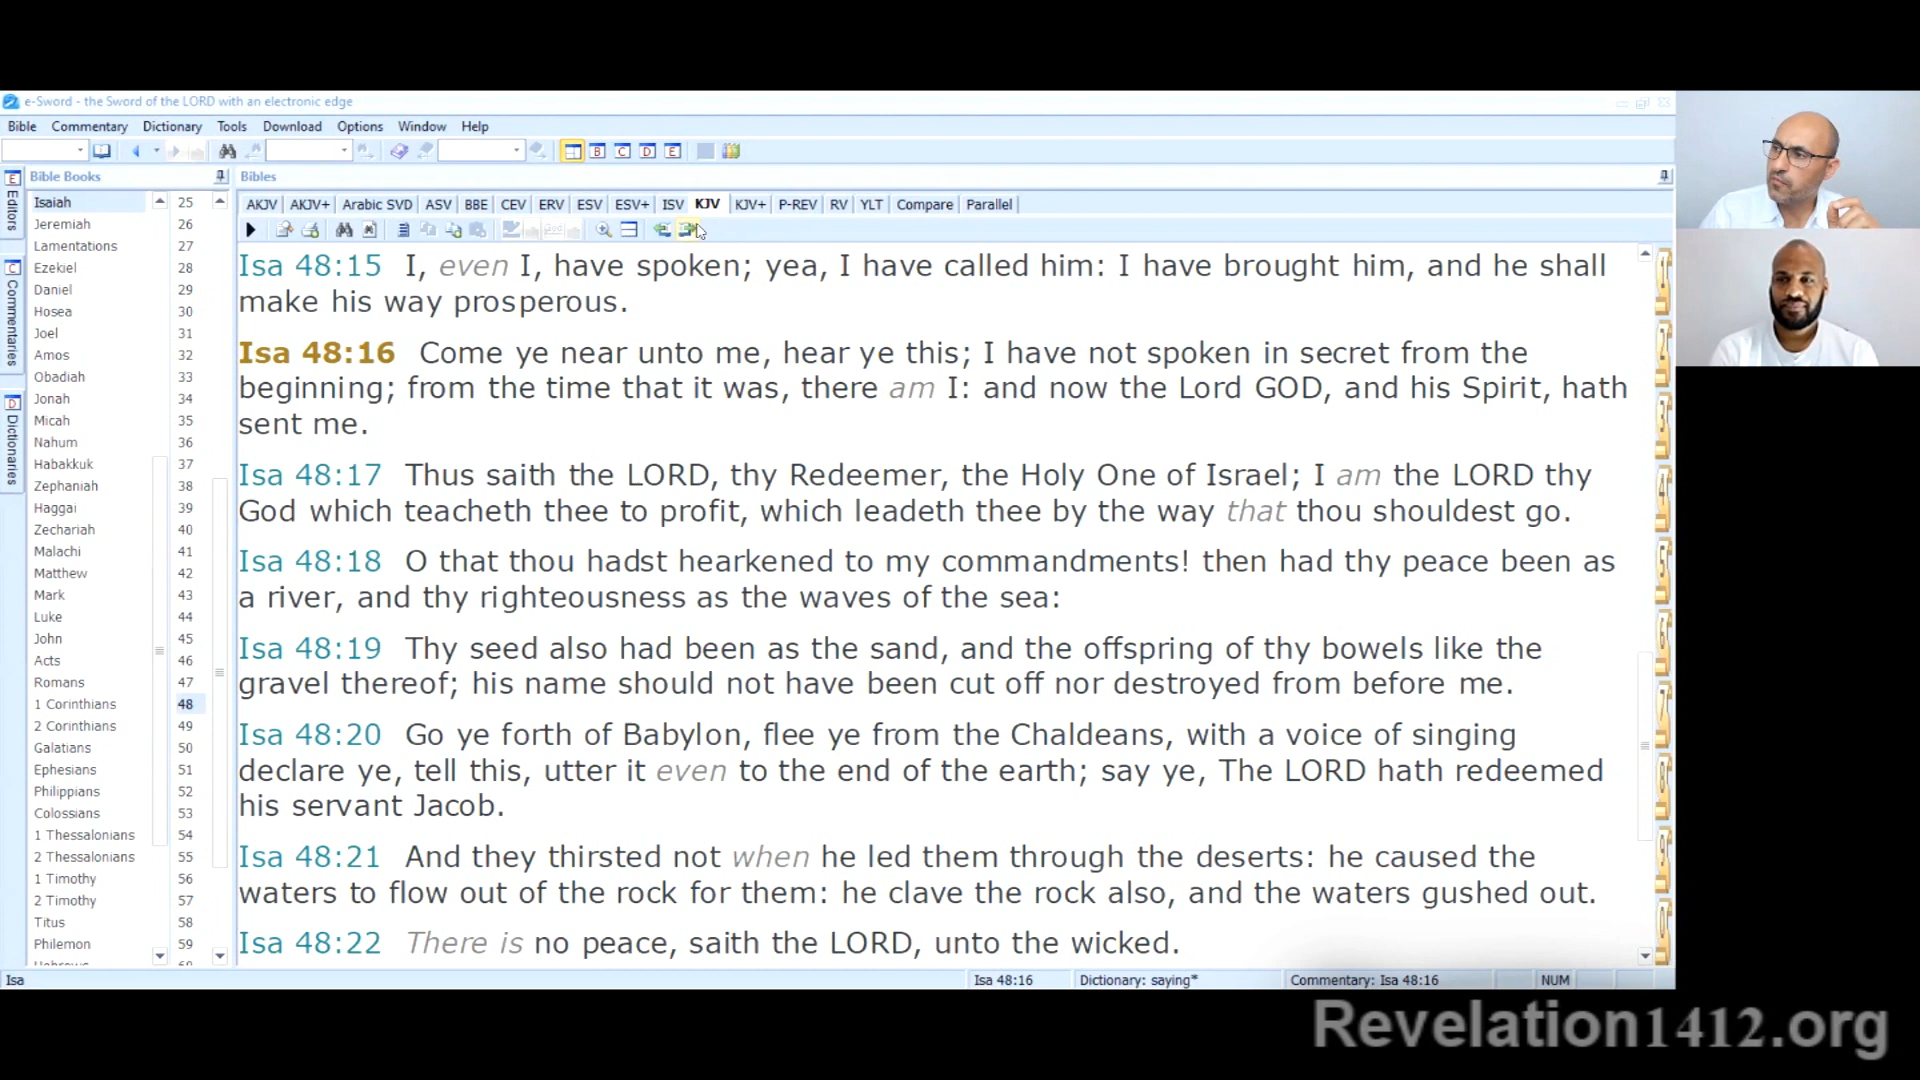 e-Sword - the Sword of the LORD with an electronic edge
Bible Commentary Dictionary Tools Download Options Window Help
B C D E
Bible Books
Bibles
E Editors
C Commentaries
D Dictionaries
Isaiah 25
Jeremiah 26
Lamentations 27
Ezekiel 28
Daniel 29
Hosea 30
Joel 31
Amos 32
Obadiah 33
Jonah 34
Micah 35
Nahum 36
Habakkuk 37
Zephaniah 38
Haggai 39
Zechariah 40
Malachi 41
Matthew 42
Mark 43
Luke 44
John 45
Acts 46
Romans 47
1 Corinthians 48
2 Corinthians 49
Galatians 50
Ephesians 51
Philippians 52
Colossians 53
1 Thessalonians 54
2 Thessalonians 55
1 Timothy 56
2 Timothy 57
Titus 58
Philemon 59
AKJV AKJV+ Arabic SVD ASV BBE CEV ERV ESV ESV+ ISV KJV KJV+ P-REV RV YLT Compare Parallel
Isa 48:15 I, even I, have spoken; yea, I have called him: I have brought him, and he shall
make his way prosperous.
Isa 48:16 Come ye near unto me, hear ye this; I have not spoken in secret from the
beginning; from the time that it was, there am I: and now the Lord GOD, and his Spirit, hath
sent me.
Isa 48:17 Thus saith the LORD, thy Redeemer, the Holy One of Israel; I am the LORD thy
God which teacheth thee to profit, which leadeth thee by the way that thou shouldest go.
Isa 48:18 O that thou hadst hearkened to my commandments! then had thy peace been as
a river, and thy righteousness as the waves of the sea:
Isa 48:19 Thy seed also had been as the sand, and the offspring of thy bowels like the
gravel thereof; his name should not have been cut off nor destroyed from before me.
Isa 48:20 Go ye forth of Babylon, flee ye from the Chaldeans, with a voice of singing
declare ye, tell this, utter it even to the end of the earth; say ye, The LORD hath redeemed
his servant Jacob.
Isa 48:21 And they thirsted not when he led them through the deserts: he caused the
waters to flow out of the rock for them: he clave the rock also, and the waters gushed out.
Isa 48:22 There is no peace, saith the LORD, unto the wicked.
1
2
3
4
5
6
7
8
9
0
Isa Isa 48:16 Dictionary: saying* Commentary: Isa 48:16 NUM
Revelation1412.org